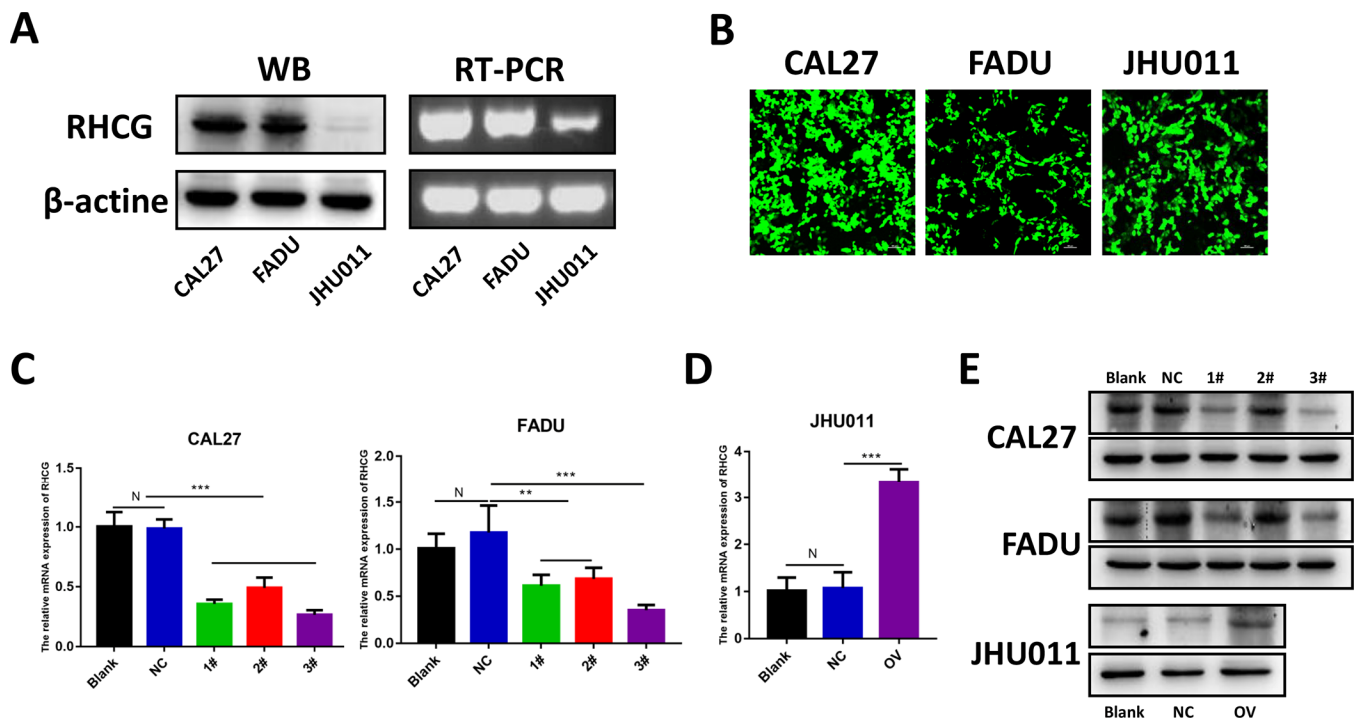 A
WB
RT-PCR
RHCG
β-actine
CAL27
FADU
JHU011
CAL27
FADU
JHU011
B
CAL27
FADU
JHU011
C
CAL27
The relative mRNA expression of RHCG
1.5
1.0
0.5
0.0
N
***
Blank
NC
1#
2#
3#
FADU
The relative mRNA expression of RHCG
2.0
1.5
1.0
0.5
0.0
N
**
***
Blank
NC
1#
2#
3#
D
JHU011
The relative mRNA expression of RHCG
4
3
2
1
0
N
***
Blank
NC
OV
E
Blank NC 1# 2# 3#
CAL27
FADU
JHU011
Blank NC OV